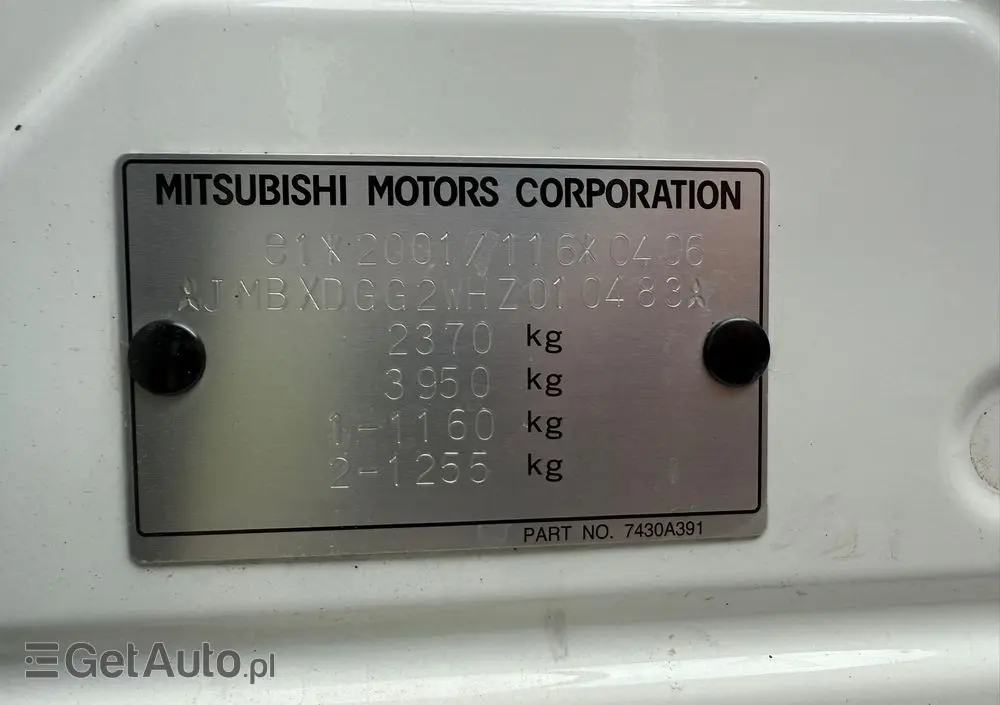 MITSUBISHI MOTORS CORPORATION
e1*2001/116*0406
*JMBXDGG2WHZ010483*
2370 kg
3950 kg
1-1160 kg
2-1255 kg
PART NO. 7430A391
GetAuto.pl